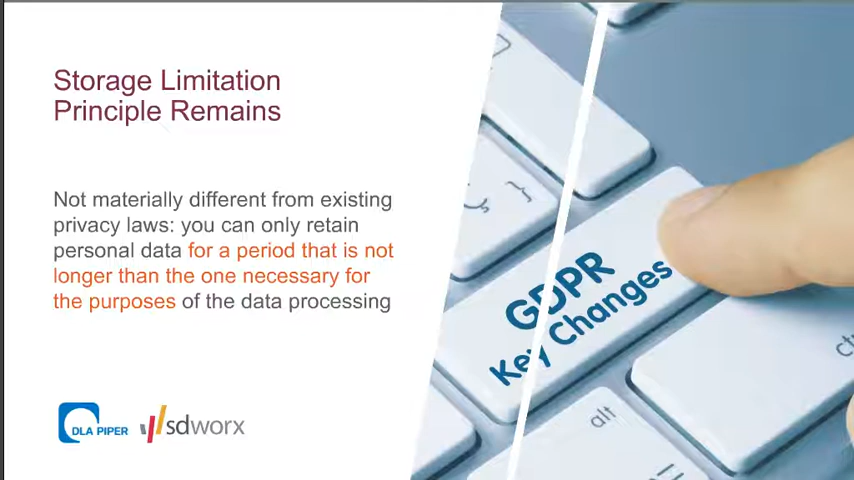 Storage Limitation
Principle Remains
Not materially different from existing
privacy laws: you can only retain
personal data for a period that is not
longer than the one necessary for
the purposes of the data processing
DLA PIPER
sdworx
GDPR
Key Changes
alt